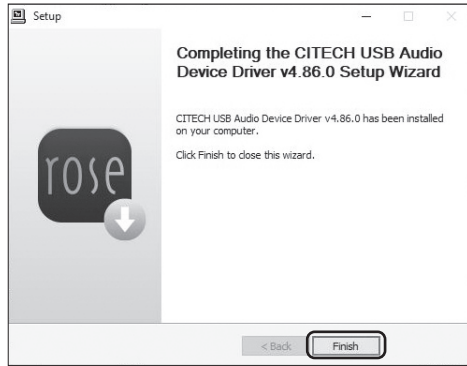 Setup
Completing the CITECH USB Audio
Device Driver v4.86.0 Setup Wizard
CITECH USB Audio Device Driver v4.86.0 has been installed
on your computer.
Click Finish to close this wizard.
rose
< Back
Finish